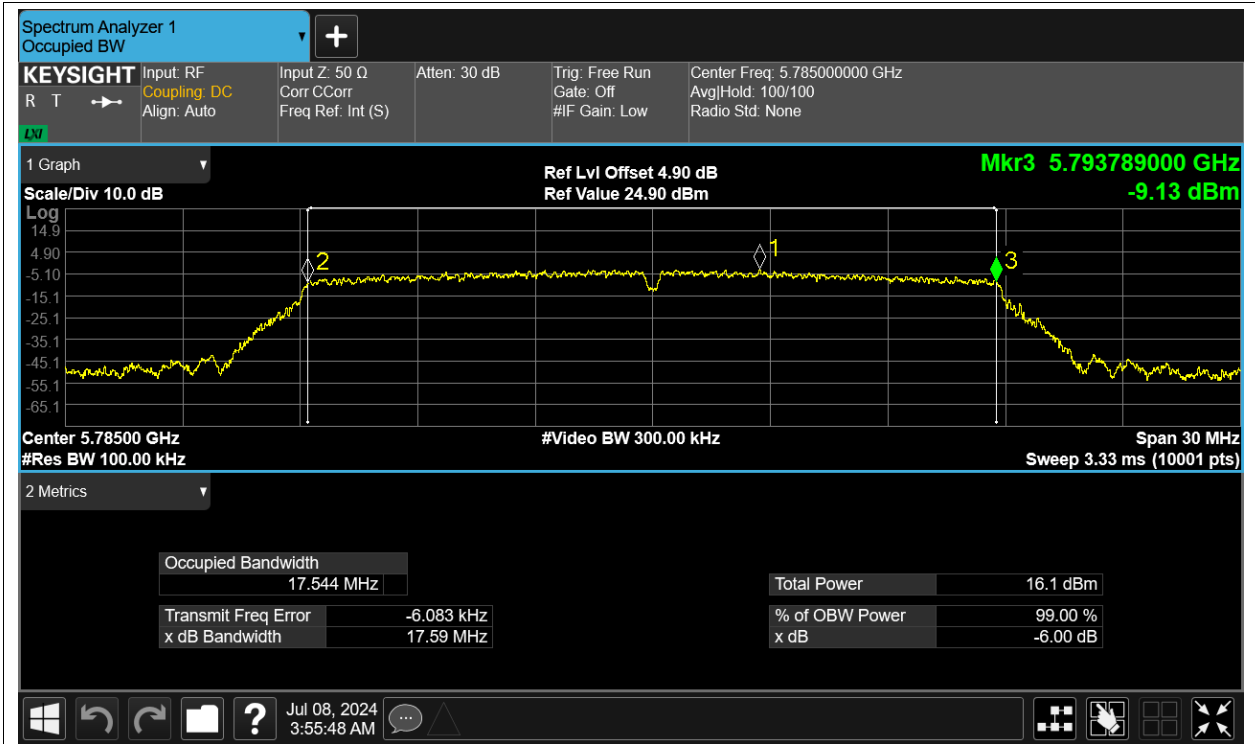 Spectrum Analyzer 1
Occupied BW
KEYSIGHT
R T
LXI
Input: RF
Coupling: DC
Align: Auto
Input Z: 50 Ω
Corr CCorr
Freq Ref: Int (S)
Atten: 30 dB
Trig: Free Run
Gate: Off
#IF Gain: Low
Center Freq: 5.785000000 GHz
Avg|Hold: 100/100
Radio Std: None
1 Graph
Scale/Div 10.0 dB
Ref Lvl Offset 4.90 dB
Ref Value 24.90 dBm
Mkr3 5.793789000 GHz
-9.13 dBm
Log
14.9
4.90
-5.10
-15.1
-25.1
-35.1
-45.1
-55.1
-65.1
2
1
3
Center 5.78500 GHz
#Res BW 100.00 kHz
#Video BW 300.00 kHz
Span 30 MHz
Sweep 3.33 ms (10001 pts)
2 Metrics
Occupied Bandwidth
17.544 MHz
Transmit Freq Error -6.083 kHz
x dB Bandwidth 17.59 MHz
Total Power 16.1 dBm
% of OBW Power 99.00 %
x dB -6.00 dB
?
Jul 08, 2024
3:55:48 AM